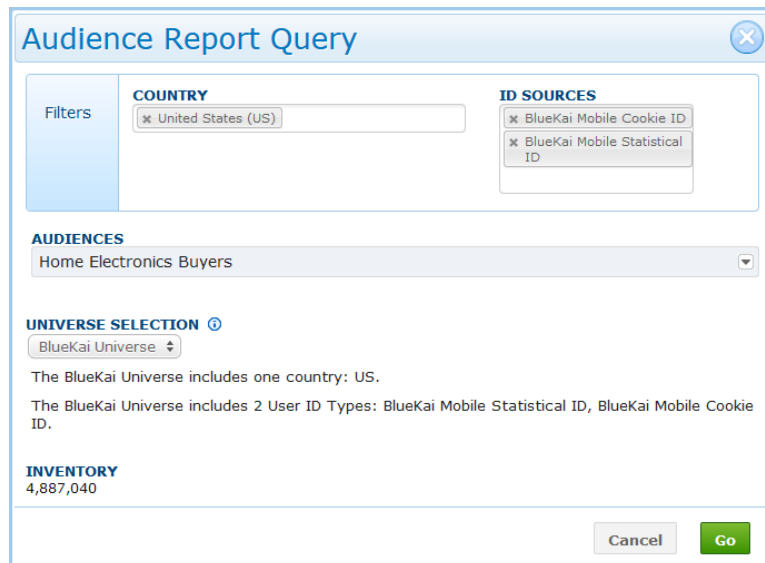 Audience Report Query
Filters
COUNTRY
United States (US)
ID SOURCES
BlueKai Mobile Cookie ID
BlueKai Mobile Statistical
ID
AUDIENCES
Home Electronics Buyers
UNIVERSE SELECTION
BlueKai Universe
The BlueKai Universe includes one country: US.
The BlueKai Universe includes 2 User ID Types: BlueKai Mobile Statistical ID, BlueKai Mobile Cookie
ID.
INVENTORY
4,887,040
Cancel
Go